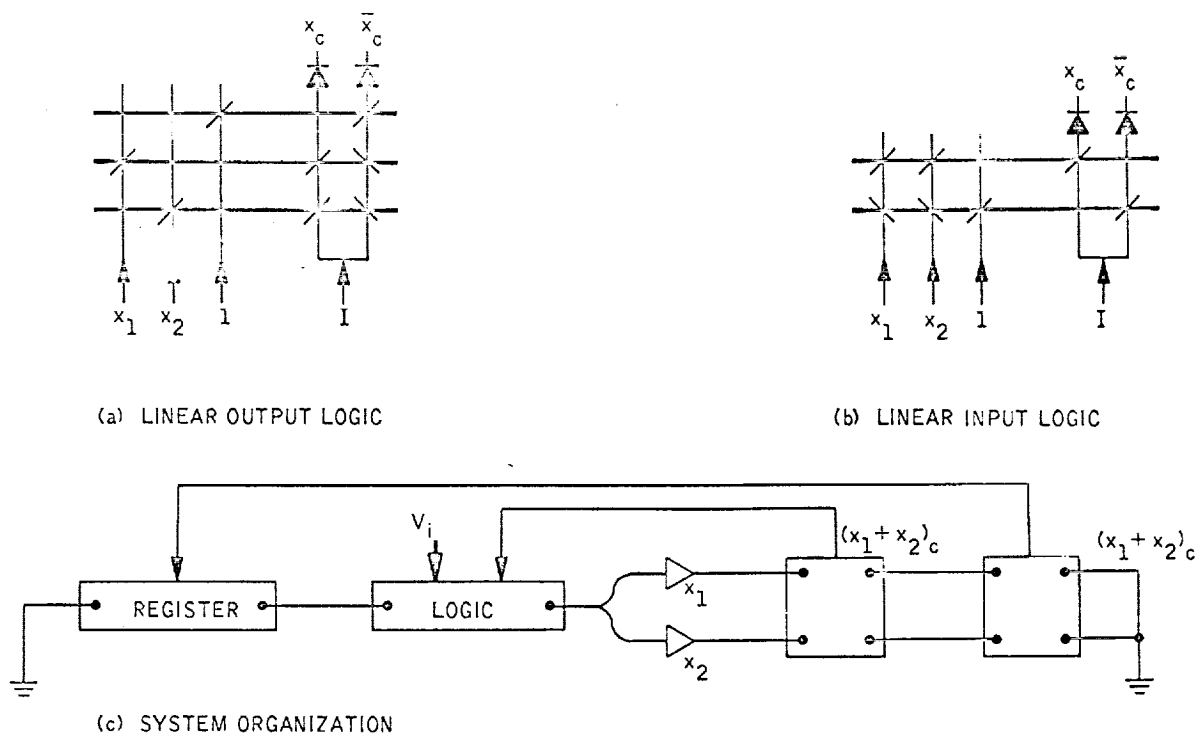 x_c x̄_c
x_1 x_2 1 I
(a) LINEAR OUTPUT LOGIC
x_c x̄_c
x_1 x_2 1 I
(b) LINEAR INPUT LOGIC
V_i
(x_1 + x_2)_c
(x_1 + x_2)_c
REGISTER
LOGIC
x_1
x_2
(c) SYSTEM ORGANIZATION